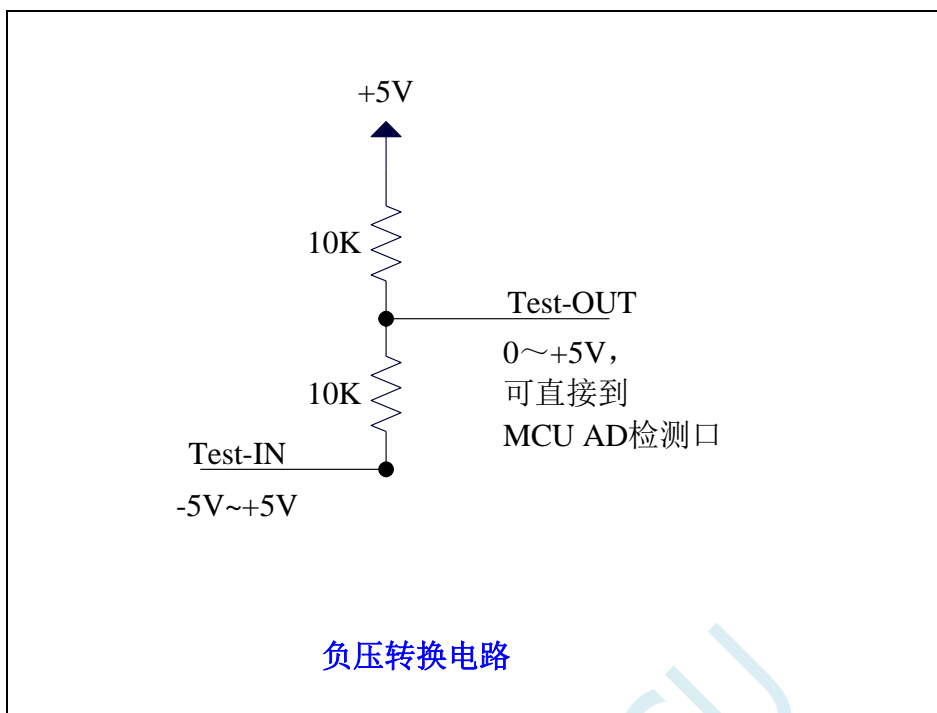 +5V
10K
Test-OUT
0～+5V，
可直接到
MCU AD检测口
10K
Test-IN
-5V~+5V
负压转换电路
CU